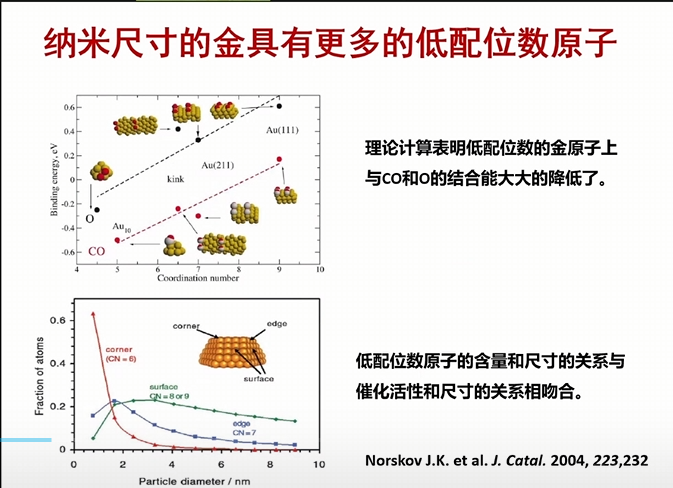 纳米尺寸的金具有更多的低配位数原子
0.6
0.4
0.2
0
-0.2
-0.4
-0.6
Binding energy, eV
Au(111)
Au(211)
kink
O
Au10
CO
4 5 6 7 8 9 10
Coordination number
理论计算表明低配位数的金原子上
与CO和O的结合能大大的降低了。
0.6
0.4
0.2
0
Fraction of atoms
corner
(CN = 6)
surface
CN = 8 or 9
edge
CN = 7
corner
edge
surface
0 2 4 6 8 10
Particle diameter / nm
低配位数原子的含量和尺寸的关系与
催化活性和尺寸的关系相吻合。
Norskov J.K. et al. J. Catal. 2004, 223,232